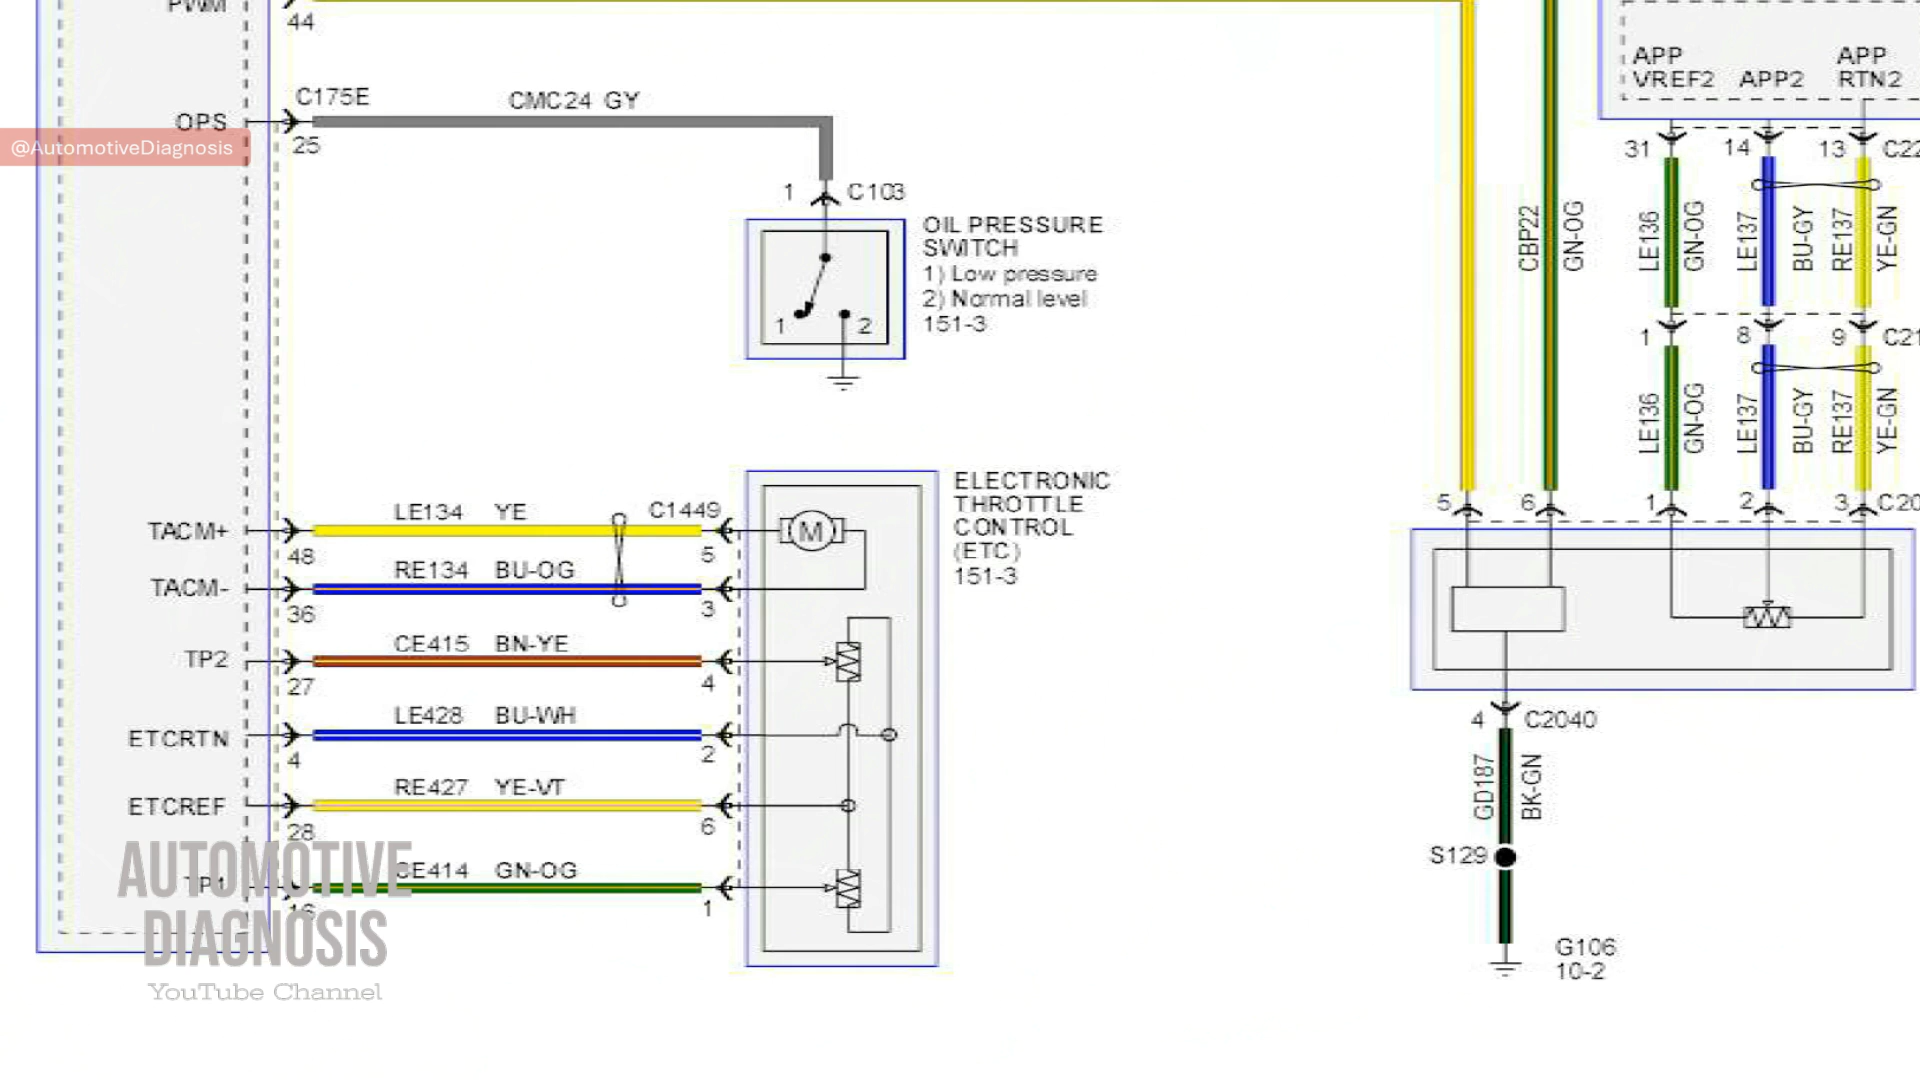 PWM
44
C175E
CMC24 GY
OPS
25
@AutomotiveDiagnosis
1
C103
OIL PRESSURE
SWITCH
1) Low pressure
2) Normal level
151-3
1
2
ELECTRONIC
THROTTLE
CONTROL
(ETC)
151-3
TACM+
48
LE134 YE
C1449
5
M
TACM-
36
RE134 BU-OG
3
TP2
27
CE415 BN-YE
4
ETCRTN
4
LE428 BU-WH
2
ETCREF
28
RE427 YE-VT
6
TP1
16
CE414 GN-OG
1
AUTOMOTIVE
DIAGNOSIS
YouTube Channel
APP
VREF2
APP2
APP
RTN2
31
14
13
C22
CBP22
GN-OG
LE136
GN-OG
LE137
BU-GY
RE137
YE-GN
1
8
9
C21
LE136
GN-OG
LE137
BU-GY
RE137
YE-GN
5
6
1
2
3
C20
4
C2040
GD187
BK-GN
S129
G106
10-2